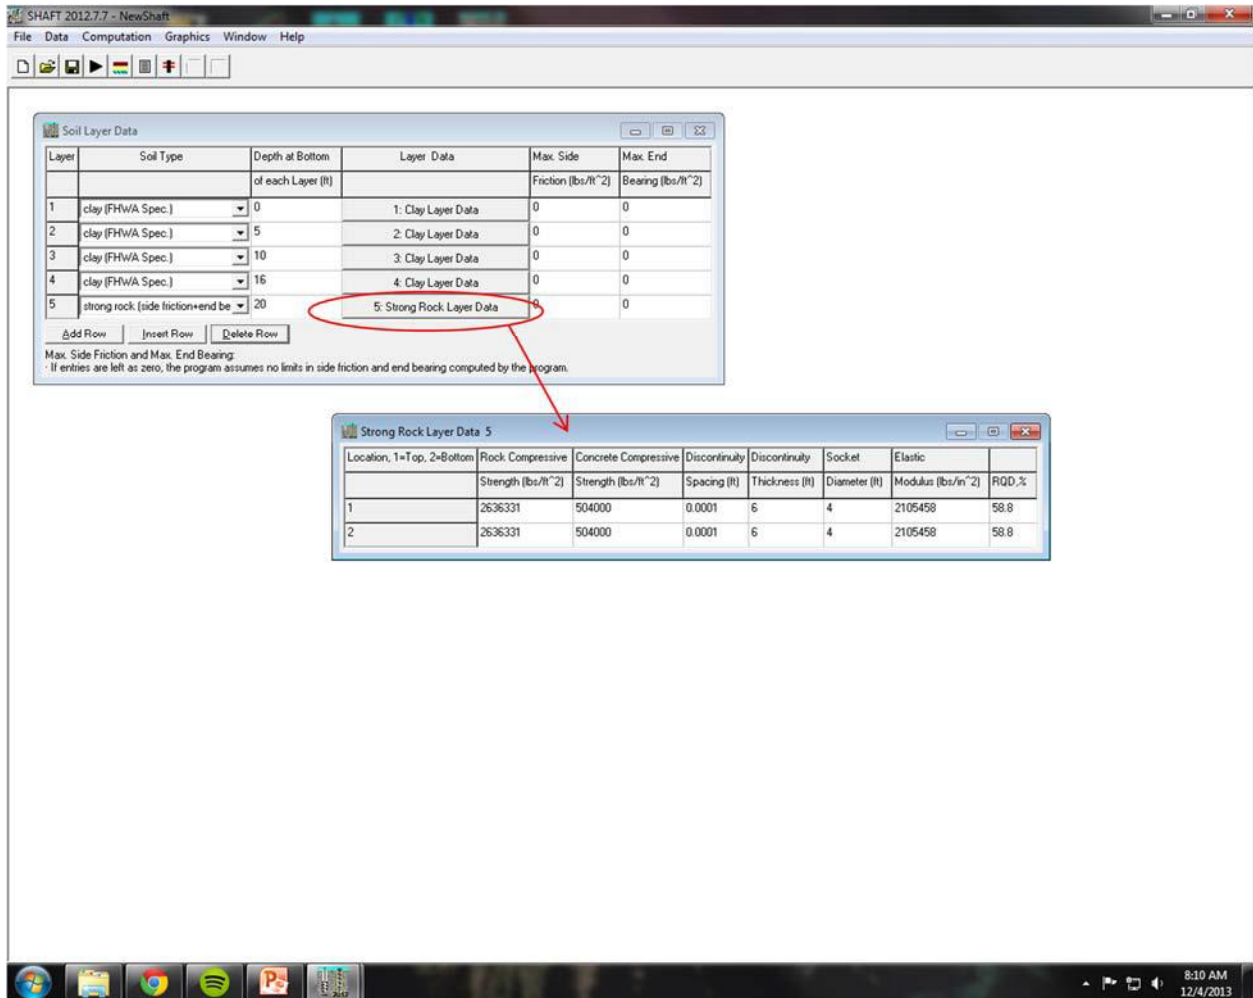 SHAFT 2012.7.7 - NewShaft
File Data Computation Graphics Window Help
Soil Layer Data
Layer Soil Type Depth at Bottom Layer Data Max. Side Max. End
of each Layer (ft) Friction (lbs/ft^2) Bearing (lbs/ft^2)
1 clay (FHWA Spec.) 0 1: Clay Layer Data 0 0
2 clay (FHWA Spec.) 5 2: Clay Layer Data 0 0
3 clay (FHWA Spec.) 10 3: Clay Layer Data 0 0
4 clay (FHWA Spec.) 16 4: Clay Layer Data 0 0
5 strong rock (side friction+end be 20 5: Strong Rock Layer Data 0 0
Add Row Insert Row Delete Row
Max. Side Friction and Max. End Bearing:
- If entries are left as zero, the program assumes no limits in side friction and end bearing computed by the program.
Strong Rock Layer Data 5
Location, 1=Top, 2=Bottom Rock Compressive Concrete Compressive Discontinuity Discontinuity Socket Elastic
Strength (lbs/ft^2) Strength (lbs/ft^2) Spacing (ft) Thickness (ft) Diameter (ft) Modulus (lbs/in^2) RQD,%
1 2636331 504000 0.0001 6 4 2105458 58.8
2 2636331 504000 0.0001 6 4 2105458 58.8
8:10 AM
12/4/2013